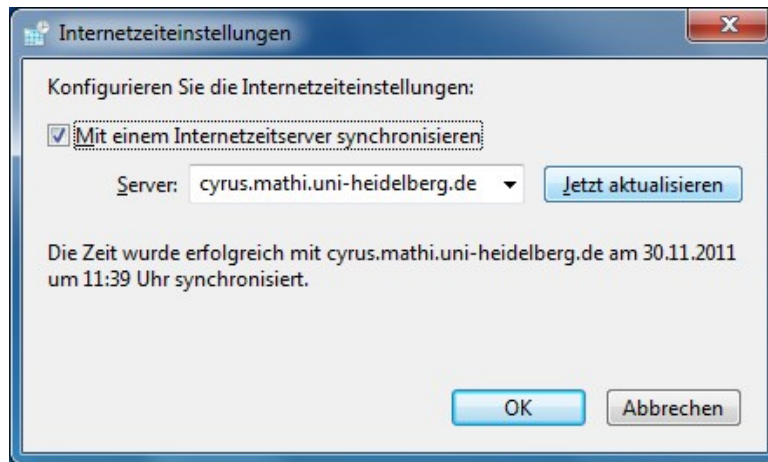 Internetzeiteinstellungen
Konfigurieren Sie die Internetzeiteinstellungen:
Mit einem Internetzeitserver synchronisieren
Server: cyrus.mathi.uni-heidelberg.de Jetzt aktualisieren
Die Zeit wurde erfolgreich mit cyrus.mathi.uni-heidelberg.de am 30.11.2011
um 11:39 Uhr synchronisiert.
OK Abbrechen